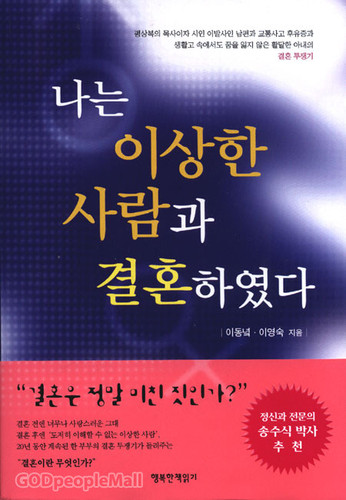 평상복의 목사이자 시인 이발사인 남편과 교통사고 후유증과
생활고 속에서도 꿈을 잃지 않은 활달한 아내의
결혼 투쟁기
나는
이상한
사람과
결혼하였다
이동녘 · 이영숙 지음
“결혼은 정말 미친 짓인가?”
결혼 전엔 너무나 사랑스러운 그대
결혼 후엔 ‘도저히 이해할 수 없는 이상한 사람’,
20년 동안 계속된 한 부부의 결혼 투쟁기가 들려주는
“결혼이란 무엇인가?”
정신과 전문의
송수식 박사
추 천
GODpeopleMall
행복한책읽기